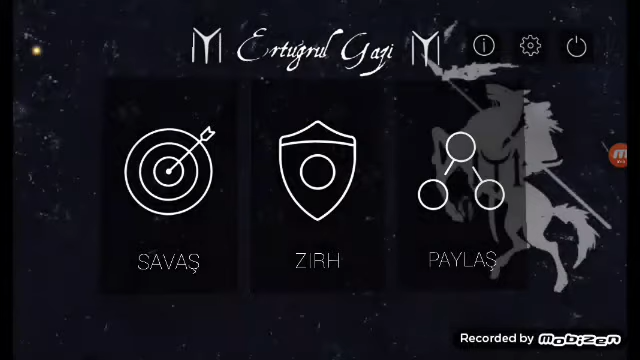 Ertuğrul Gazi
SAVAŞ
ZIRH
PAYLAŞ
Recorded by MOBIZEN